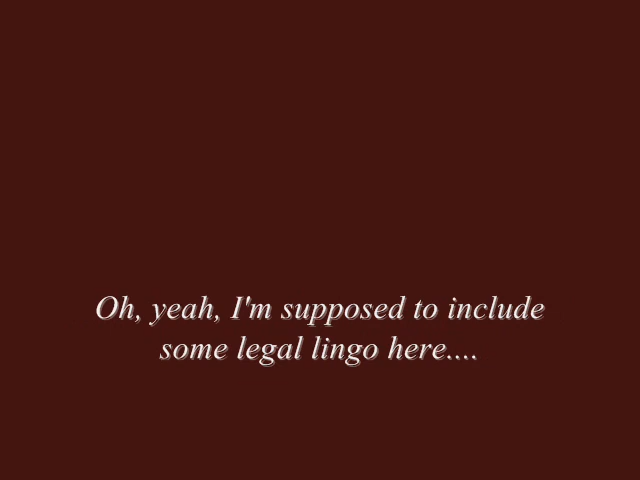 Oh, yeah, I'm supposed to include
some legal lingo here....